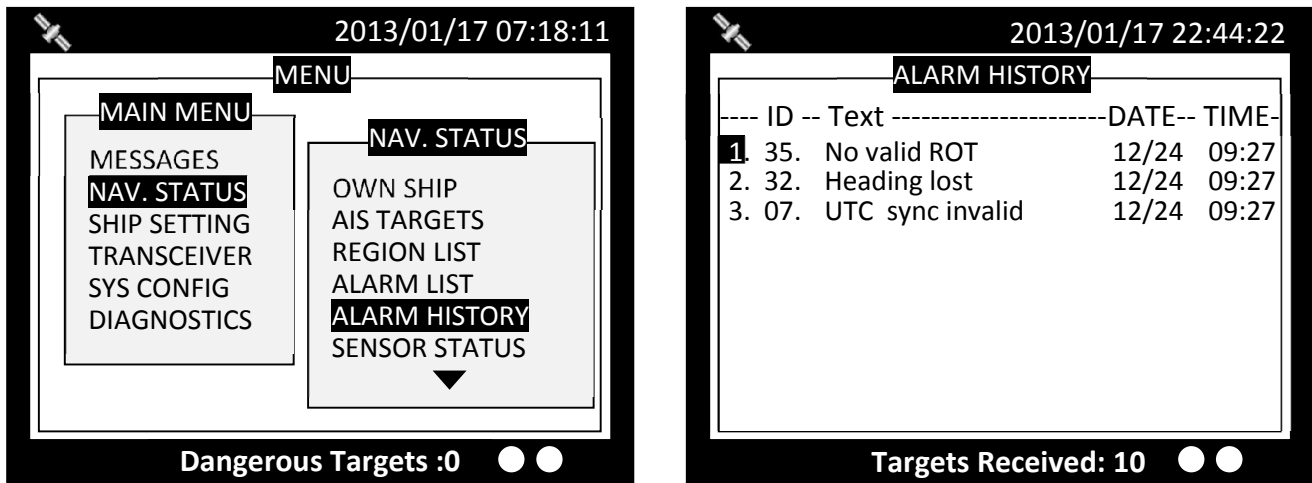 2013/01/17 07:18:11
MENU
MAIN MENU
MESSAGES
NAV. STATUS
SHIP SETTING
TRANSCEIVER
SYS CONFIG
DIAGNOSTICS
NAV. STATUS
OWN SHIP
AIS TARGETS
REGION LIST
ALARM LIST
ALARM HISTORY
SENSOR STATUS
Dangerous Targets :0
2013/01/17 22:44:22
ALARM HISTORY
---- ID -- Text ----------------------DATE-- TIME-
1. 35. No valid ROT 12/24 09:27
2. 32. Heading lost 12/24 09:27
3. 07. UTC sync invalid 12/24 09:27
Targets Received: 10